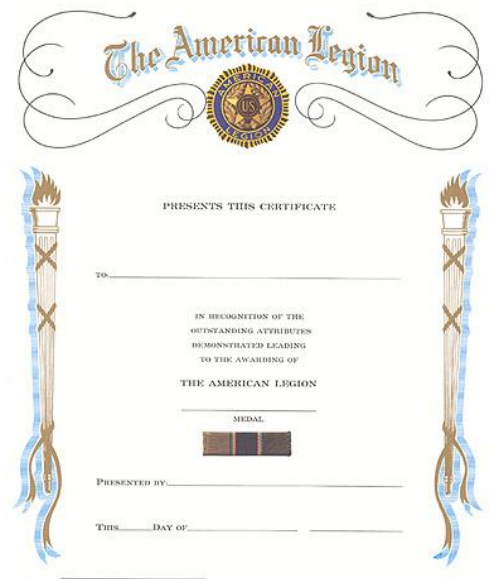 The American Legion
AMERICAN
US
LEGION
PRESENTS THIS CERTIFICATE
TO:
IN RECOGNITION OF THE
OUTSTANDING ATTRIBUTES
DEMONSTRATED LEADING
TO THE AWARDING OF
THE AMERICAN LEGION
MEDAL
PRESENTED BY:
THIS DAY OF